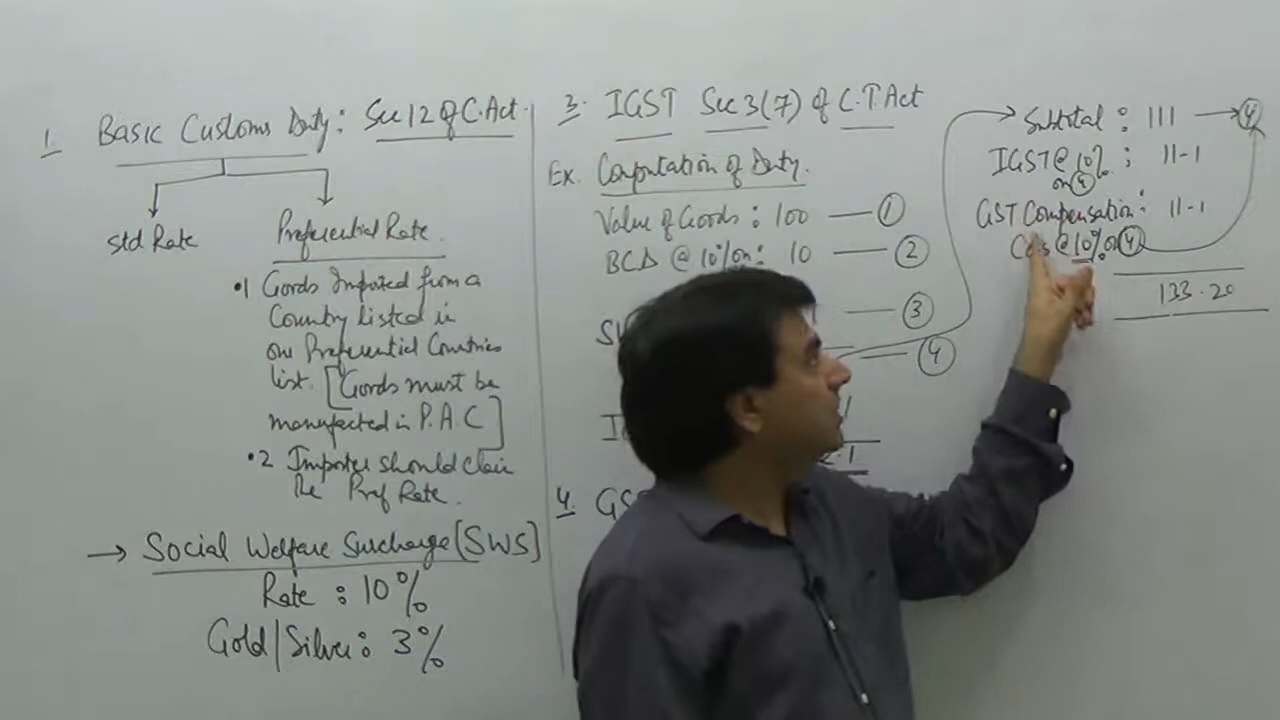 1. Basic Customs Duty: Sec 12 of C.Act.
Std Rate
Preferential Rate.
•1 Goods Imported from a
Country listed in
our Preferential Countries
list. [Goods must be
manufacted in P.A.C]
•2 Importer should claim
the Pref Rate.
→ Social Welfare Surcharge (SWS)
Rate : 10%
Gold/Silver: 3%
3. IGST Sec 3(7) of C.T Act
Ex. Computation of Duty.
Value of Goods : 100 — 1
BCD @ 10% on : 10 — 2
3
4
4.
Subtotal : 111 → 4
IGST @ 10% : 11-1
on 4
GST Compensation : 11-1
Cess @ 10% on 4
133.20